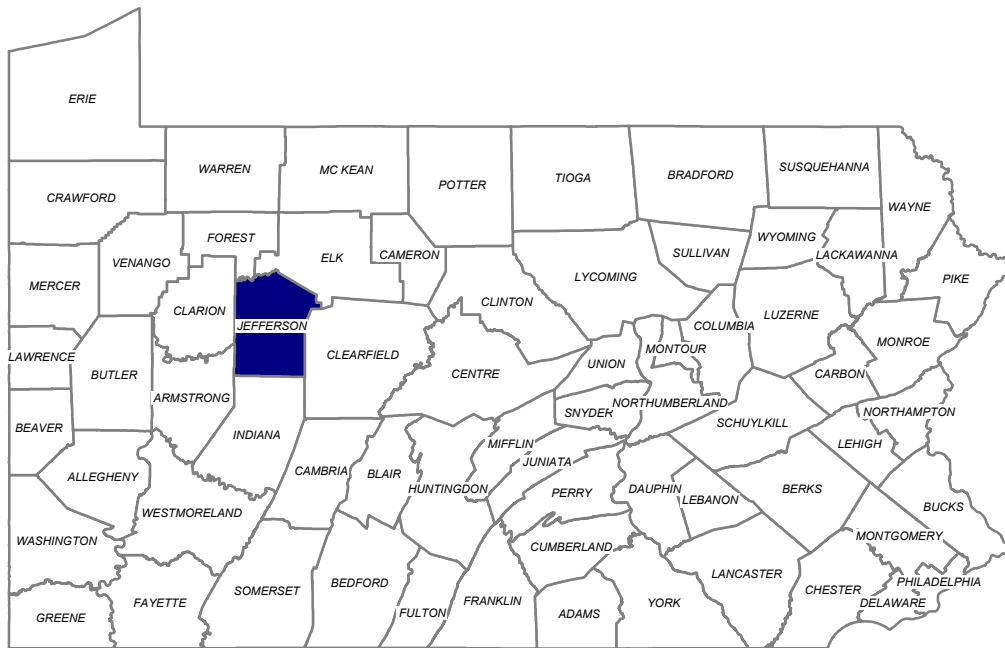 ERIE
WARREN
MC KEAN
POTTER
TIOGA
BRADFORD
SUSQUEHANNA
CRAWFORD
WAYNE
FOREST
WYOMING
VENANGO
ELK
CAMERON
SULLIVAN
LACKAWANNA
LYCOMING
PIKE
MERCER
CLARION
CLINTON
LUZERNE
JEFFERSON
COLUMBIA
MONROE
LAWRENCE
CLEARFIELD
MONTOUR
UNION
BUTLER
CENTRE
CARBON
ARMSTRONG
NORTHUMBERLAND
SNYDER
NORTHAMPTON
BEAVER
SCHUYLKILL
INDIANA
MIFFLIN
LEHIGH
CAMBRIA
BLAIR
JUNIATA
ALLEGHENY
HUNTINGDON
PERRY
DAUPHIN
LEBANON
BERKS
WESTMORELAND
BUCKS
MONTGOMERY
WASHINGTON
CUMBERLAND
LANCASTER
BEDFORD
PHILADELPHIA
SOMERSET
CHESTER
FAYETTE
FRANKLIN
YORK
DELAWARE
GREENE
FULTON
ADAMS